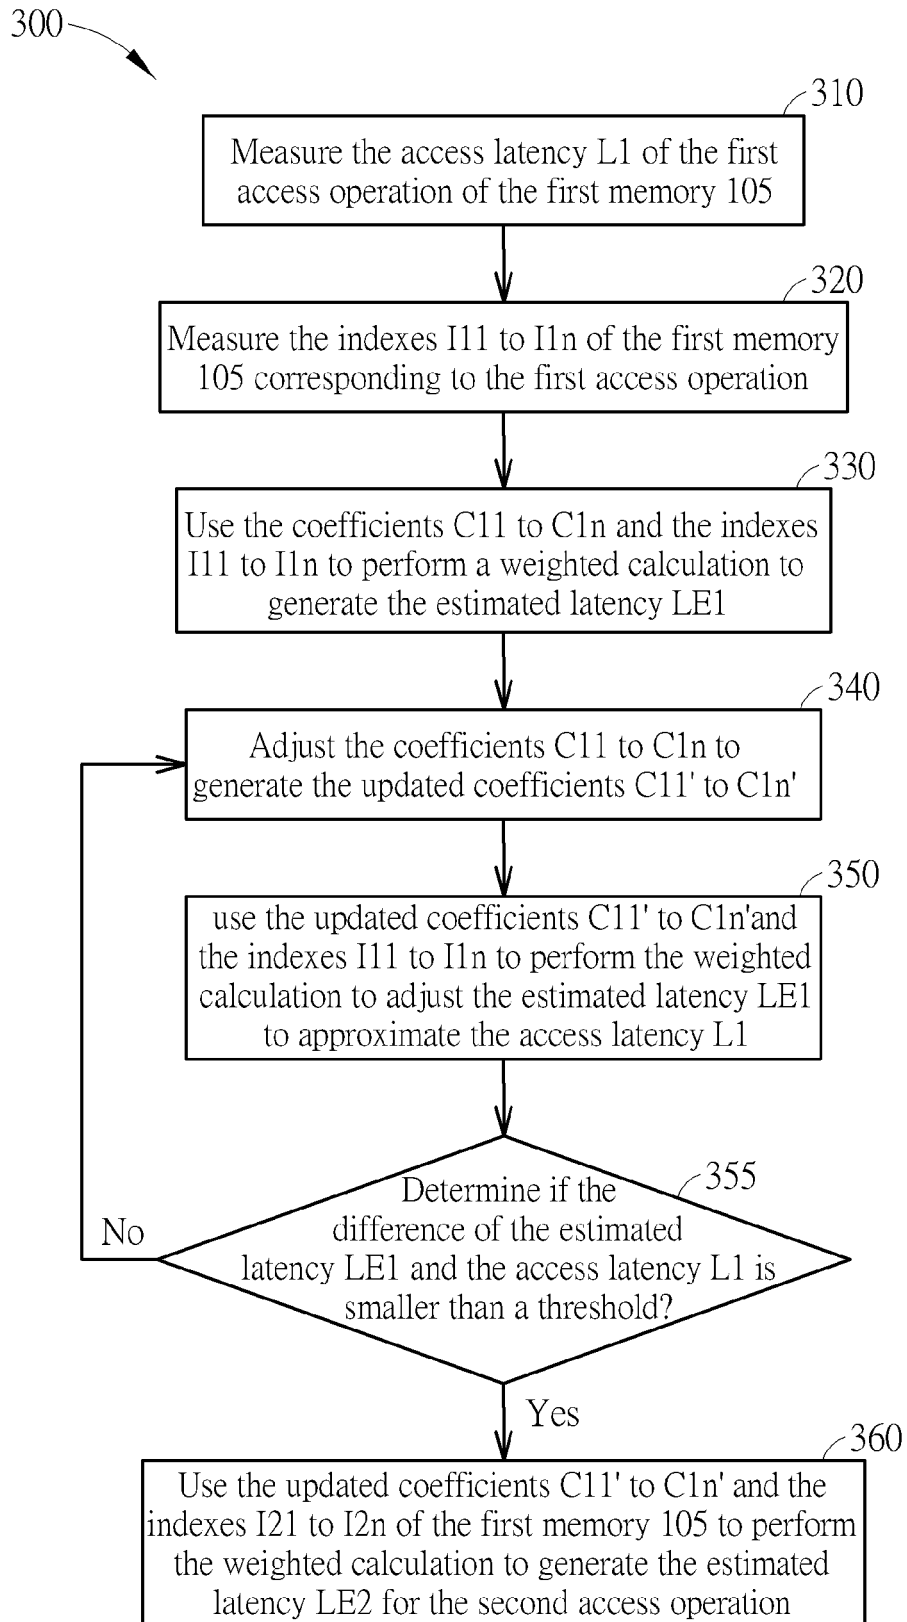 300
310
Measure the access latency L1 of the first
access operation of the first memory 105
320
Measure the indexes I11 to I1n of the first memory
105 corresponding to the first access operation
330
Use the coefficients C11 to C1n and the indexes
I11 to I1n to perform a weighted calculation to
generate the estimated latency LE1
340
Adjust the coefficients C11 to C1n to
generate the updated coefficients C11' to C1n'
350
use the updated coefficients C11' to C1n'and
the indexes I11 to I1n to perform the weighted
calculation to adjust the estimated latency LE1
to approximate the access latency L1
355
Determine if the
difference of the estimated
latency LE1 and the access latency L1 is
smaller than a threshold?
No
Yes
360
Use the updated coefficients C11' to C1n' and the
indexes I21 to I2n of the first memory 105 to perform
the weighted calculation to generate the estimated
latency LE2 for the second access operation